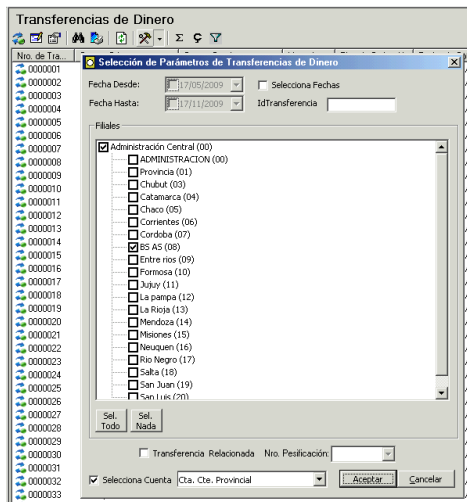 Transferencias de Dinero
Σ
Nro. de Tra...
Selección de Parámetros de Transferencias de Dinero
Fecha Desde: 17/05/2009 Selecciona Fechas
Fecha Hasta: 17/11/2009 IdTransferencia
Filiales
Administración Central (00)
ADMINISTRACION (00)
Provincia (01)
Chubut (03)
Catamarca (04)
Chaco (05)
Corrientes (06)
Cordoba (07)
BS AS (08)
Entre rios (09)
Formosa (10)
Jujuy (11)
La pampa (12)
La Rioja (13)
Mendoza (14)
Misiones (15)
Neuquen (16)
Rio Negro (17)
Salta (18)
San Juan (19)
San Luis (20)
Sel. Todo
Sel. Nada
Transferencia Relacionada Nro. Pesificación:
Selecciona Cuenta Cta. Cte. Provincial Aceptar Cancelar
0000001
0000002
0000003
0000004
0000005
0000006
0000007
0000008
0000009
0000010
0000011
0000012
0000013
0000014
0000015
0000016
0000017
0000018
0000019
0000020
0000021
0000022
0000023
0000024
0000025
0000026
0000027
0000028
0000029
0000030
0000031
0000032
0000033